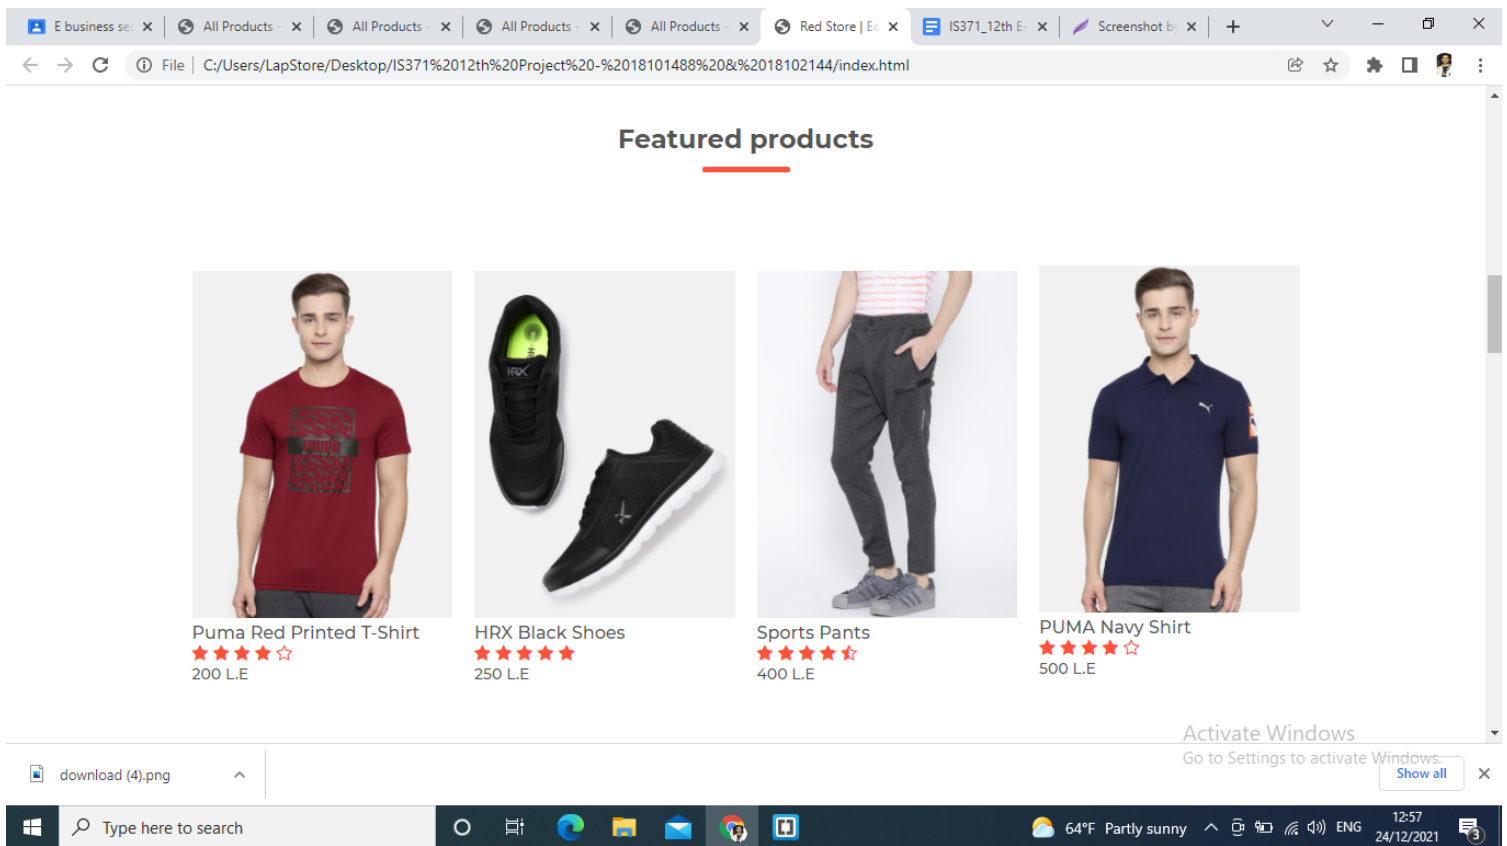 E business se
All Products -
All Products -
All Products -
All Products -
Red Store | Ec
IS371_12th E-
Screenshot by
File
C:/Users/LapStore/Desktop/IS371%2012th%20Project%20-%2018101488%20&%2018102144/index.html
Featured products
HRX
PUMA
Puma Red Printed T-Shirt
200 L.E
HRX Black Shoes
250 L.E
Sports Pants
400 L.E
PUMA Navy Shirt
500 L.E
Activate Windows
Go to Settings to activate Windows.
download (4).png
Show all
Type here to search
64°F Partly sunny
ENG
12:57
24/12/2021
3